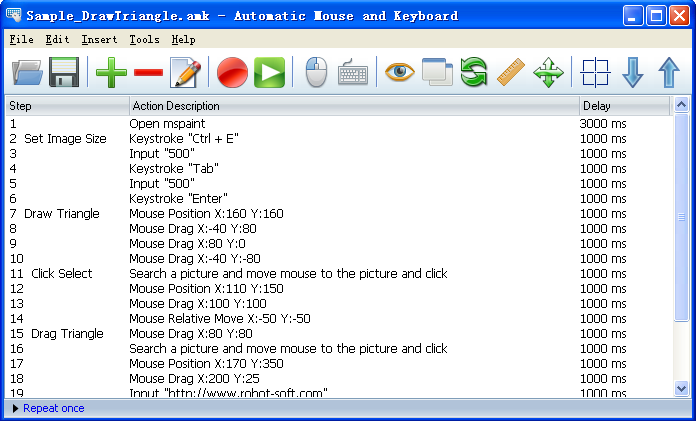 Sample_DrawTriangle.amk - Automatic Mouse and Keyboard
File Edit Insert Tools Help
Step Action Description Delay
1 Open mspaint 3000 ms
2 Set Image Size Keystroke "Ctrl + E" 1000 ms
3 Input "500" 1000 ms
4 Keystroke "Tab" 1000 ms
5 Input "500" 1000 ms
6 Keystroke "Enter" 1000 ms
7 Draw Triangle Mouse Position X:160 Y:160 1000 ms
8 Mouse Drag X:-40 Y:80 1000 ms
9 Mouse Drag X:80 Y:0 1000 ms
10 Mouse Drag X:-40 Y:-80 1000 ms
11 Click Select Search a picture and move mouse to the picture and click 1000 ms
12 Mouse Position X:110 Y:150 1000 ms
13 Mouse Drag X:100 Y:100 1000 ms
14 Mouse Relative Move X:-50 Y:-50 1000 ms
15 Drag Triangle Mouse Drag X:80 Y:80 1000 ms
16 Search a picture and move mouse to the picture and click 1000 ms
17 Mouse Position X:170 Y:350 1000 ms
18 Mouse Drag X:200 Y:25 1000 ms
19 Input "http://www.robot-soft.com" 1000 ms
Repeat once